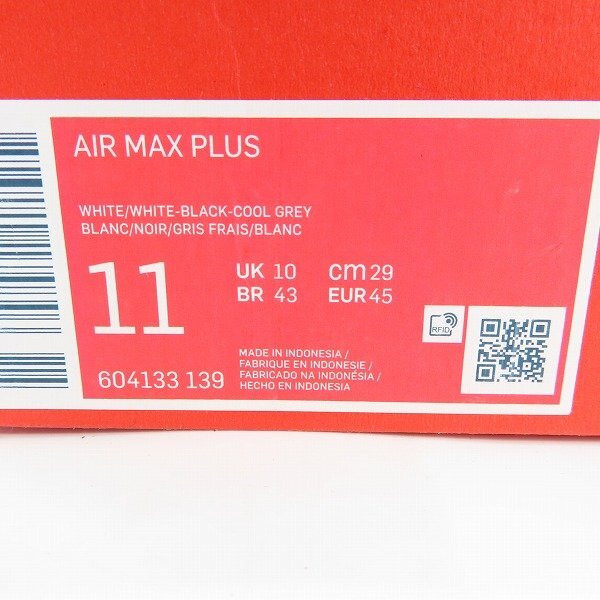 AIR MAX PLUS
WHITE/WHITE-BLACK-COOL GREY
BLANC/NOIR/GRIS FRAIS/BLANC
11
UK 10 cm 29
BR 43 EUR 45
RFID
604133 139
MADE IN INDONESIA /
FABRIQUE EN INDONESIE /
FABRICADO NA INDONÉSIA /
HECHO EN INDONESIA